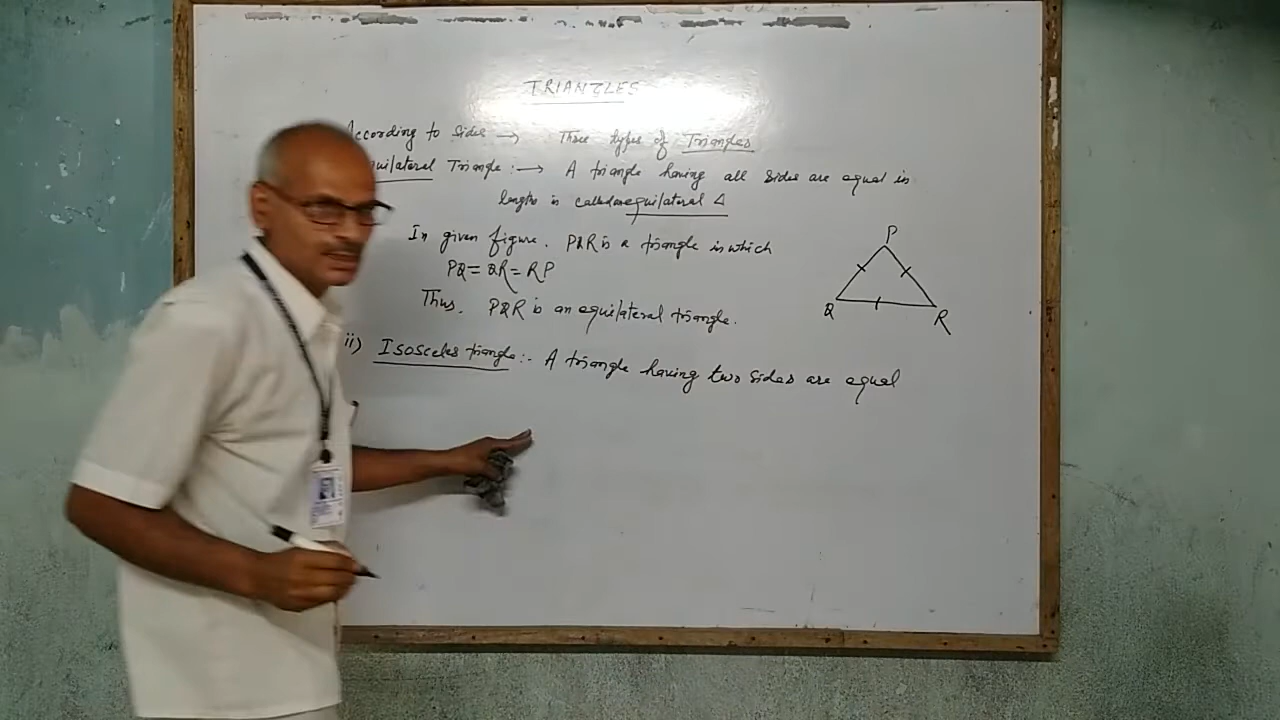 TRIANGLES
According to sides → Three types of Triangles
quilateral Triangle :→ A triangle having all sides are equal in
lengths is called an equilateral Δ
In given figure. PQR is a triangle in which
PQ = QR = RP
Thus. PQR is an equilateral triangle.
P
Q
R
ii) Isosceles triangle :- A triangle having two sides are equal